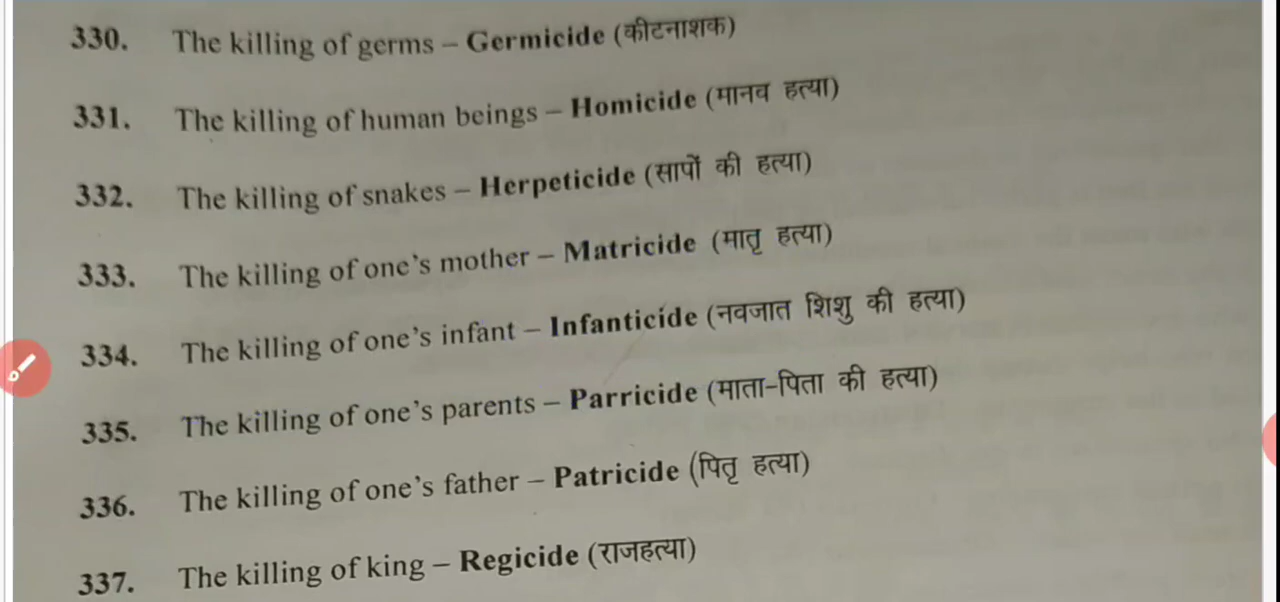 330. The killing of germs – Germicide (कीटनाशक)
331. The killing of human beings – Homicide (मानव हत्या)
332. The killing of snakes – Herpeticide (सापों की हत्या)
333. The killing of one's mother – Matricide (मातृ हत्या)
334. The killing of one's infant – Infanticide (नवजात शिशु की हत्या)
335. The killing of one's parents – Parricide (माता-पिता की हत्या)
336. The killing of one's father – Patricide (पितृ हत्या)
337. The killing of king – Regicide (राजहत्या)